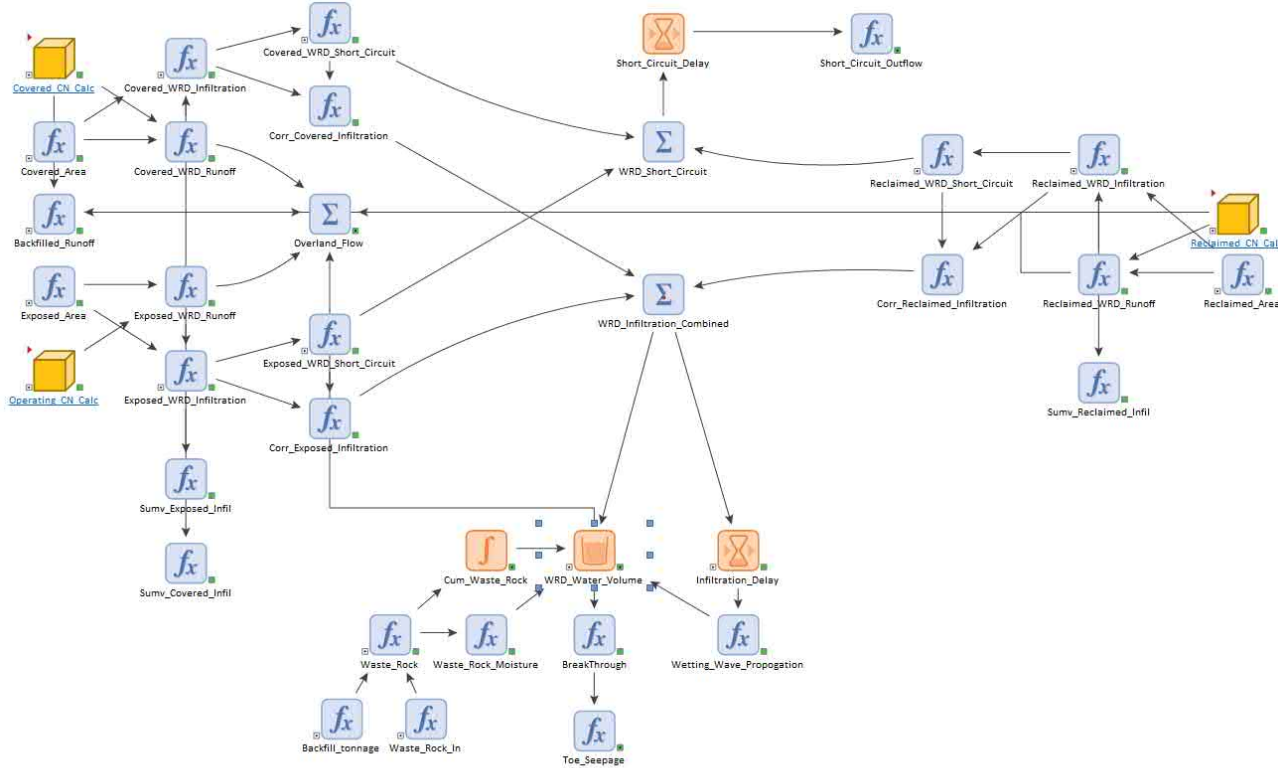 Covered_WRD_Short_Circuit
Short_Circuit_Delay
Short_Circuit_Outflow
Covered_CN_Calc
Covered_WRD_Infiltration
Corr_Covered_Infiltration
Covered_Area
Covered_WRD_Runoff
WRD_Short_Circuit
Reclaimed_WRD_Short_Circuit
Reclaimed_WRD_Infiltration
Backfilled_Runoff
Overland_Flow
Reclaimed_CN_Cal
Exposed_Area
Exposed_WRD_Runoff
WRD_Infiltration_Combined
Corr_Reclaimed_Infiltration
Reclaimed_WRD_Runoff
Reclaimed_Area
Exposed_WRD_Short_Circuit
Operating_CN_Calc
Exposed_WRD_Infiltration
Sumv_Reclaimed_Infil
Corr_Exposed_Infiltration
Sumv_Exposed_Infil
Cum_Waste_Rock
WRD_Water_Volume
Infiltration_Delay
Sumv_Covered_Infil
Waste_Rock
Waste_Rock_Moisture
BreakThrough
Wetting_Wave_Propogation
Backfill_tonnage
Waste_Rock_In
Toe_Seepage